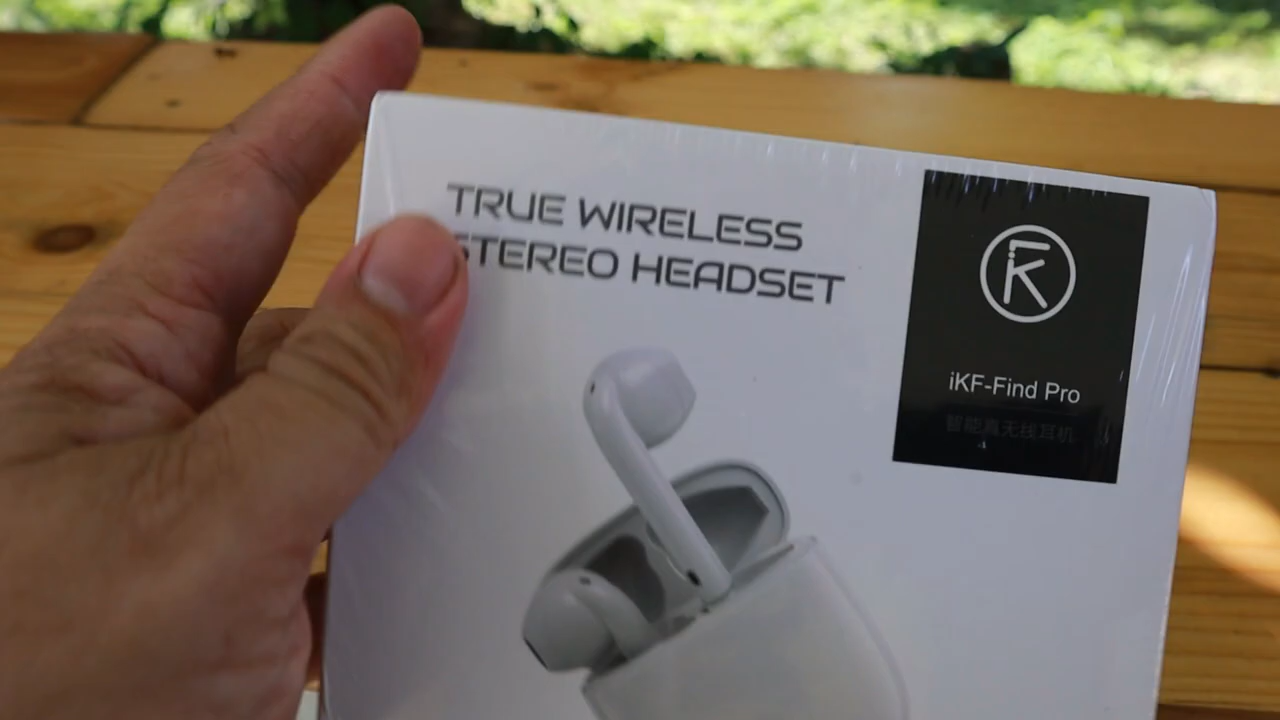 TRUE WIRELESS
STEREO HEADSET
iKF-Find Pro
智能真无线耳机